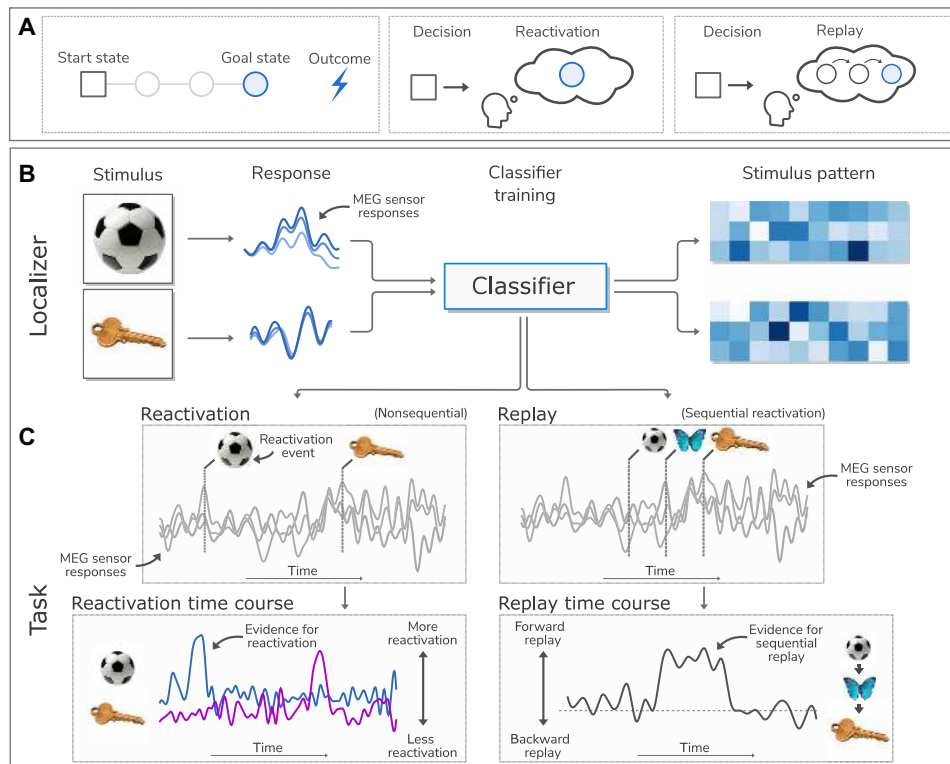 A
Start state
Goal state
Outcome
Decision
Reactivation
Decision
Replay
B
Localizer
Stimulus
Response
MEG sensor
responses
Classifier
training
Stimulus pattern
Classifier
C
Task
Reactivation
(Nonsequential)
Reactivation
event
MEG sensor
responses
Time
Replay
(Sequential reactivation)
MEG sensor
responses
Time
Reactivation time course
Evidence for
reactivation
More
reactivation
Less
reactivation
Time
Replay time course
Forward
replay
Backward
replay
Evidence for
sequential
replay
Time